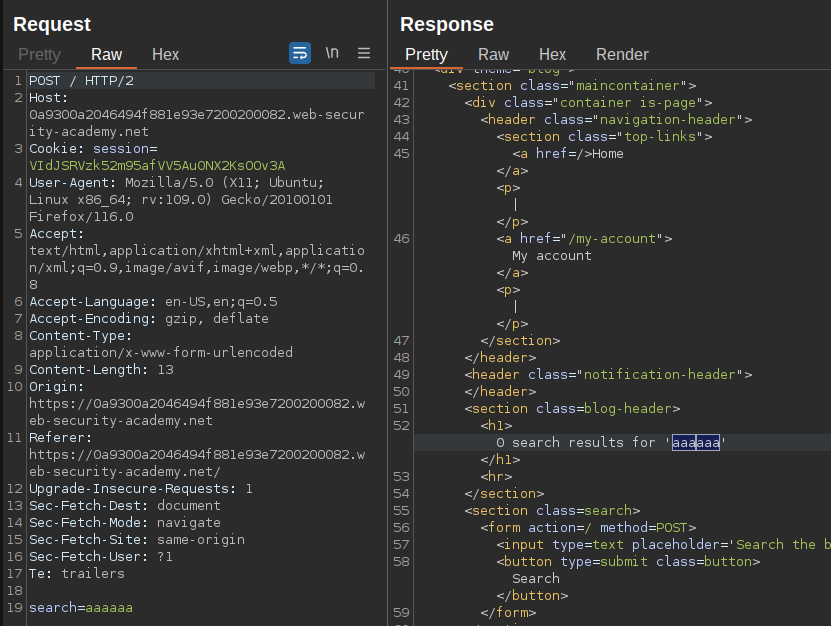 Request
Pretty Raw Hex
\n
1 POST / HTTP/2
2 Host:
0a9300a2046494f881e93e7200200082.web-secur
ity-academy.net
3 Cookie: session=
VIdJSRVzk52m95afVV5AuONX2KsOOv3A
4 User-Agent: Mozilla/5.0 (X11; Ubuntu;
Linux x86_64; rv:109.0) Gecko/20100101
Firefox/116.0
5 Accept:
text/html,application/xhtml+xml,applicatio
n/xml;q=0.9,image/avif,image/webp,*/*;q=0.
8
6 Accept-Language: en-US,en;q=0.5
7 Accept-Encoding: gzip, deflate
8 Content-Type:
application/x-www-form-urlencoded
9 Content-Length: 13
10 Origin:
https://0a9300a2046494f881e93e7200200082.w
eb-security-academy.net
11 Referer:
https://0a9300a2046494f881e93e7200200082.w
eb-security-academy.net/
12 Upgrade-Insecure-Requests: 1
13 Sec-Fetch-Dest: document
14 Sec-Fetch-Mode: navigate
15 Sec-Fetch-Site: same-origin
16 Sec-Fetch-User: ?1
17 Te: trailers
18
19 search=aaaaaa
Response
Pretty Raw Hex Render
40 <div theme="blog">
41 <section class="maincontainer">
42 <div class="container is-page">
43 <header class="navigation-header">
44 <section class="top-links">
45 <a href=/>Home
</a>
<p>
|
</p>
46 <a href="/my-account">
My account
</a>
<p>
|
</p>
47 </section>
48 </header>
49 <header class="notification-header">
50 </header>
51 <section class=blog-header>
52 <h1>
0 search results for 'aaaaaa'
</h1>
53 <hr>
54 </section>
55 <section class=search>
56 <form action=/ method=POST>
57 <input type=text placeholder='Search the b
58 <button type=submit class=button>
Search
</button>
59 </form>